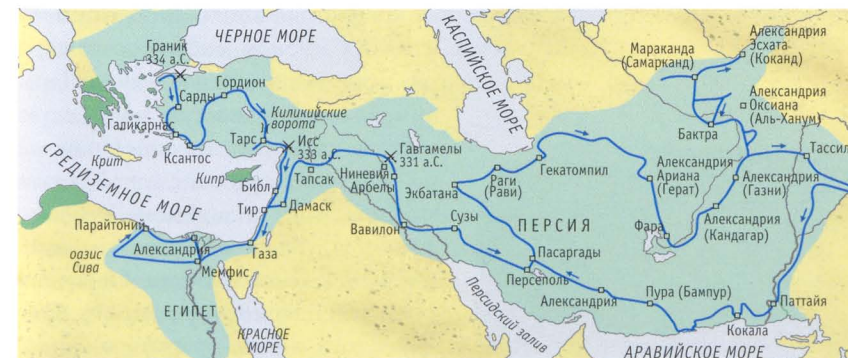 Граник
334 a.C.
ЧЕРНОЕ МОРЕ
КАСПИЙСКОЕ МОРЕ
Мараканда
(Самарканд)
Александрия
Эсхата
(Коканд)
Гордион
Сарды
Киликийские
ворота
Александрия
Оксиана
(Аль-Ханум)
Галикарнас
Тарс
Исс
333 a.C.
Гавгамелы
331 a.C.
Бактра
Ксантос
Крит
СРЕДИЗЕМНОЕ МОРЕ
Кипр
Тапсак
Ниневия
Арбелы
Экбатана
Раги
(Рави)
Гекатомпил
Александрия
Ариана
(Герат)
Александрия
(Газни)
Тассил
Библ
Тир
Дамаск
Парайтоний
Александрия
Газа
Вавилон
Сузы
ПЕРСИЯ
Фара
Александрия
(Кандагар)
оазис
Сива
Мемфис
Пасаргады
Персеполь
Александрия
Пура (Бампур)
Паттайя
ЕГИПЕТ
КРАСНОЕ
МОРЕ
Персидский залив
Кокала
АРАВИЙСКОЕ МОРЕ